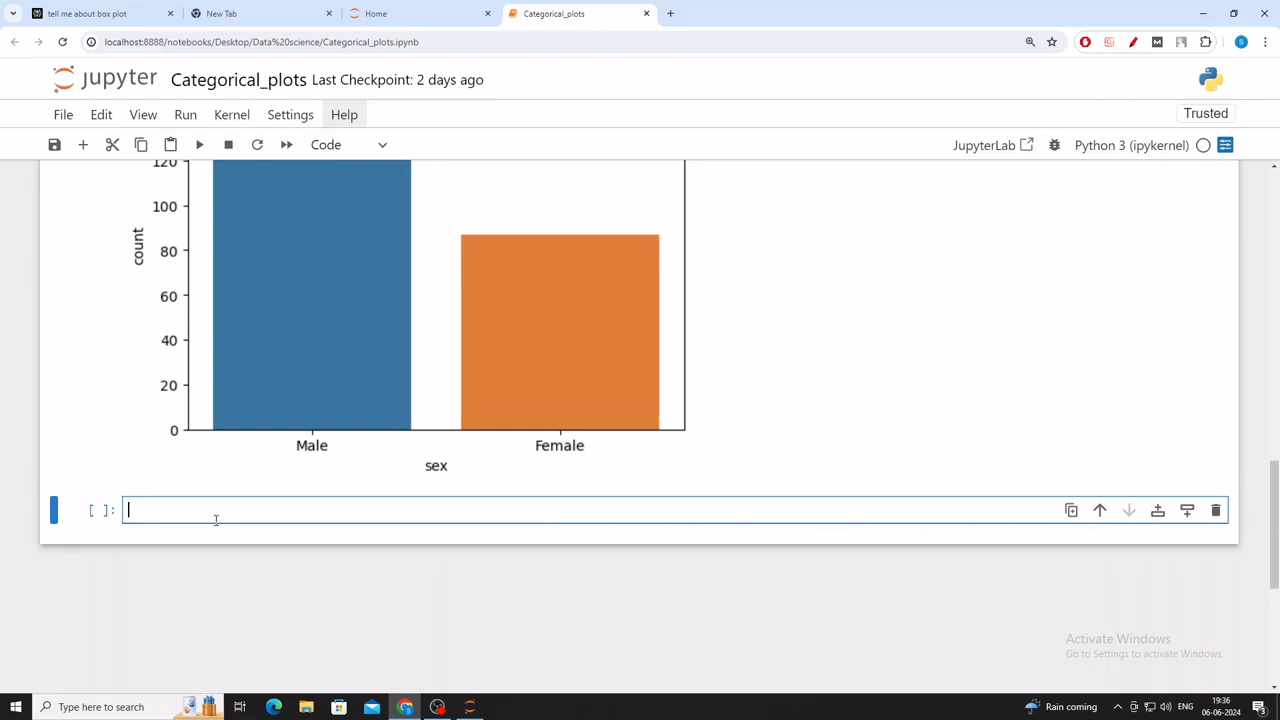 tell me about box plot
New Tab
Home
Categorical_plots
localhost:8888/notebooks/Desktop/Data%20science/Categorical_plots.ipynb
jupyter Categorical_plots Last Checkpoint: 2 days ago
File Edit View Run Kernel Settings Help
Trusted
Code
JupyterLab
Python 3 (ipykernel)
120
100
80
60
40
20
0
count
Male
Female
sex
[ ]:
Activate Windows
Go to Settings to activate Windows.
Type here to search
Rain coming
ENG
19:36
06-06-2024